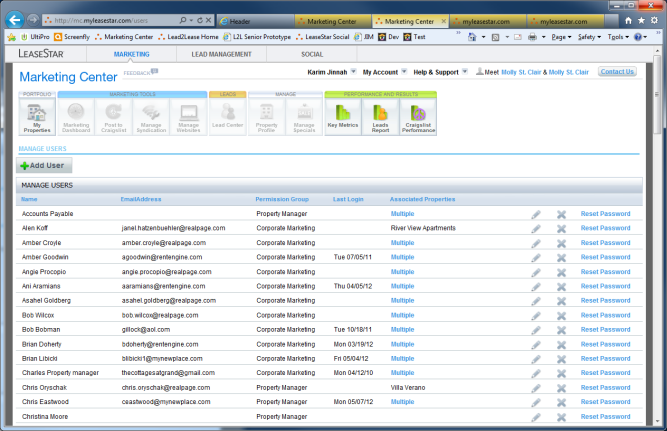 http://mc.myleasestar.com/users
Header
Marketing Center
Marketing Center
myleasestar.com
myleasestar.com
UltiPro Screenfly Marketing Center Lead2Lease Home L2L Senior Prototype LeaseStar Social JIM Dev Test
Page Safety Tools
LEASESTAR MARKETING LEAD MANAGEMENT SOCIAL
Marketing Center FEEDBACK
Karim Jinnah My Account Help & Support Meet Molly St. Clair & Molly St. Clair Contact Us
PORTFOLIO MARKETING TOOLS LEADS MANAGE PERFORMANCE AND RESULTS
My Properties
Marketing Dashboard
Post to Craigslist
Manage Syndication
Manage Websites
Lead Center
Property Profile
Manage Specials
Key Metrics
Leads Report
Craigslist Performance
MANAGE USERS
Add User
MANAGE USERS
Name EmailAddress Permission Group Last Login Associated Properties
Accounts Payable Property Manager Multiple Reset Password
Alen Koff janel.hatzenbuehler@realpage.com Corporate Marketing River View Apartments Reset Password
Amber Croyle amber.croyle@realpage.com Corporate Marketing Multiple Reset Password
Amber Goodwin agoodwin@rentengine.com Corporate Marketing Tue 07/05/11 Multiple Reset Password
Angie Procopio angie.procopio@realpage.com Corporate Marketing Multiple Reset Password
Ani Aramians aaramians@rentengine.com Corporate Marketing Thu 04/05/12 Multiple Reset Password
Asahel Goldberg asahel.goldberg@realpage.com Corporate Marketing Multiple Reset Password
Bob Wilcox bob.wilcox@realpage.com Corporate Marketing Multiple Reset Password
Bob Bobman gillock@aol.com Corporate Marketing Tue 10/18/11 Multiple Reset Password
Brian Doherty bdoherty@rentengine.com Corporate Marketing Mon 03/19/12 Multiple Reset Password
Brian Libicki blibicki1@mynewplace.com Corporate Marketing Fri 05/04/12 Multiple Reset Password
Charles Property manager thecottagesatgrand@gmail.com Corporate Marketing Mon 04/12/10 Multiple Reset Password
Chris Oryschak chris.oryschak@realpage.com Property Manager Villa Verano Reset Password
Chris Eastwood ceastwood@mynewplace.com Property Manager Mon 05/07/12 Multiple Reset Password
Christina Moore Property Manager Reset Password